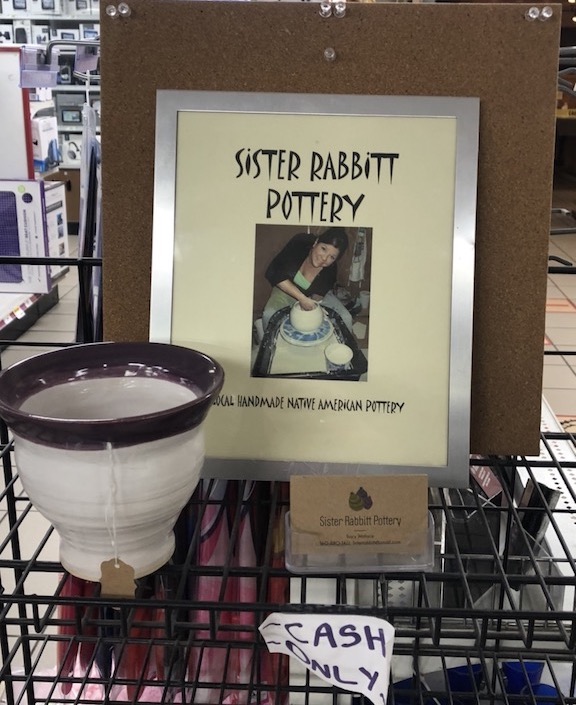 SiSTER RABBiTT
POTTERY
LOCAL HANDMADE NATIVE AMERICAN POTTERY
Sister Rabbitt Pottery
CASH
ONLY